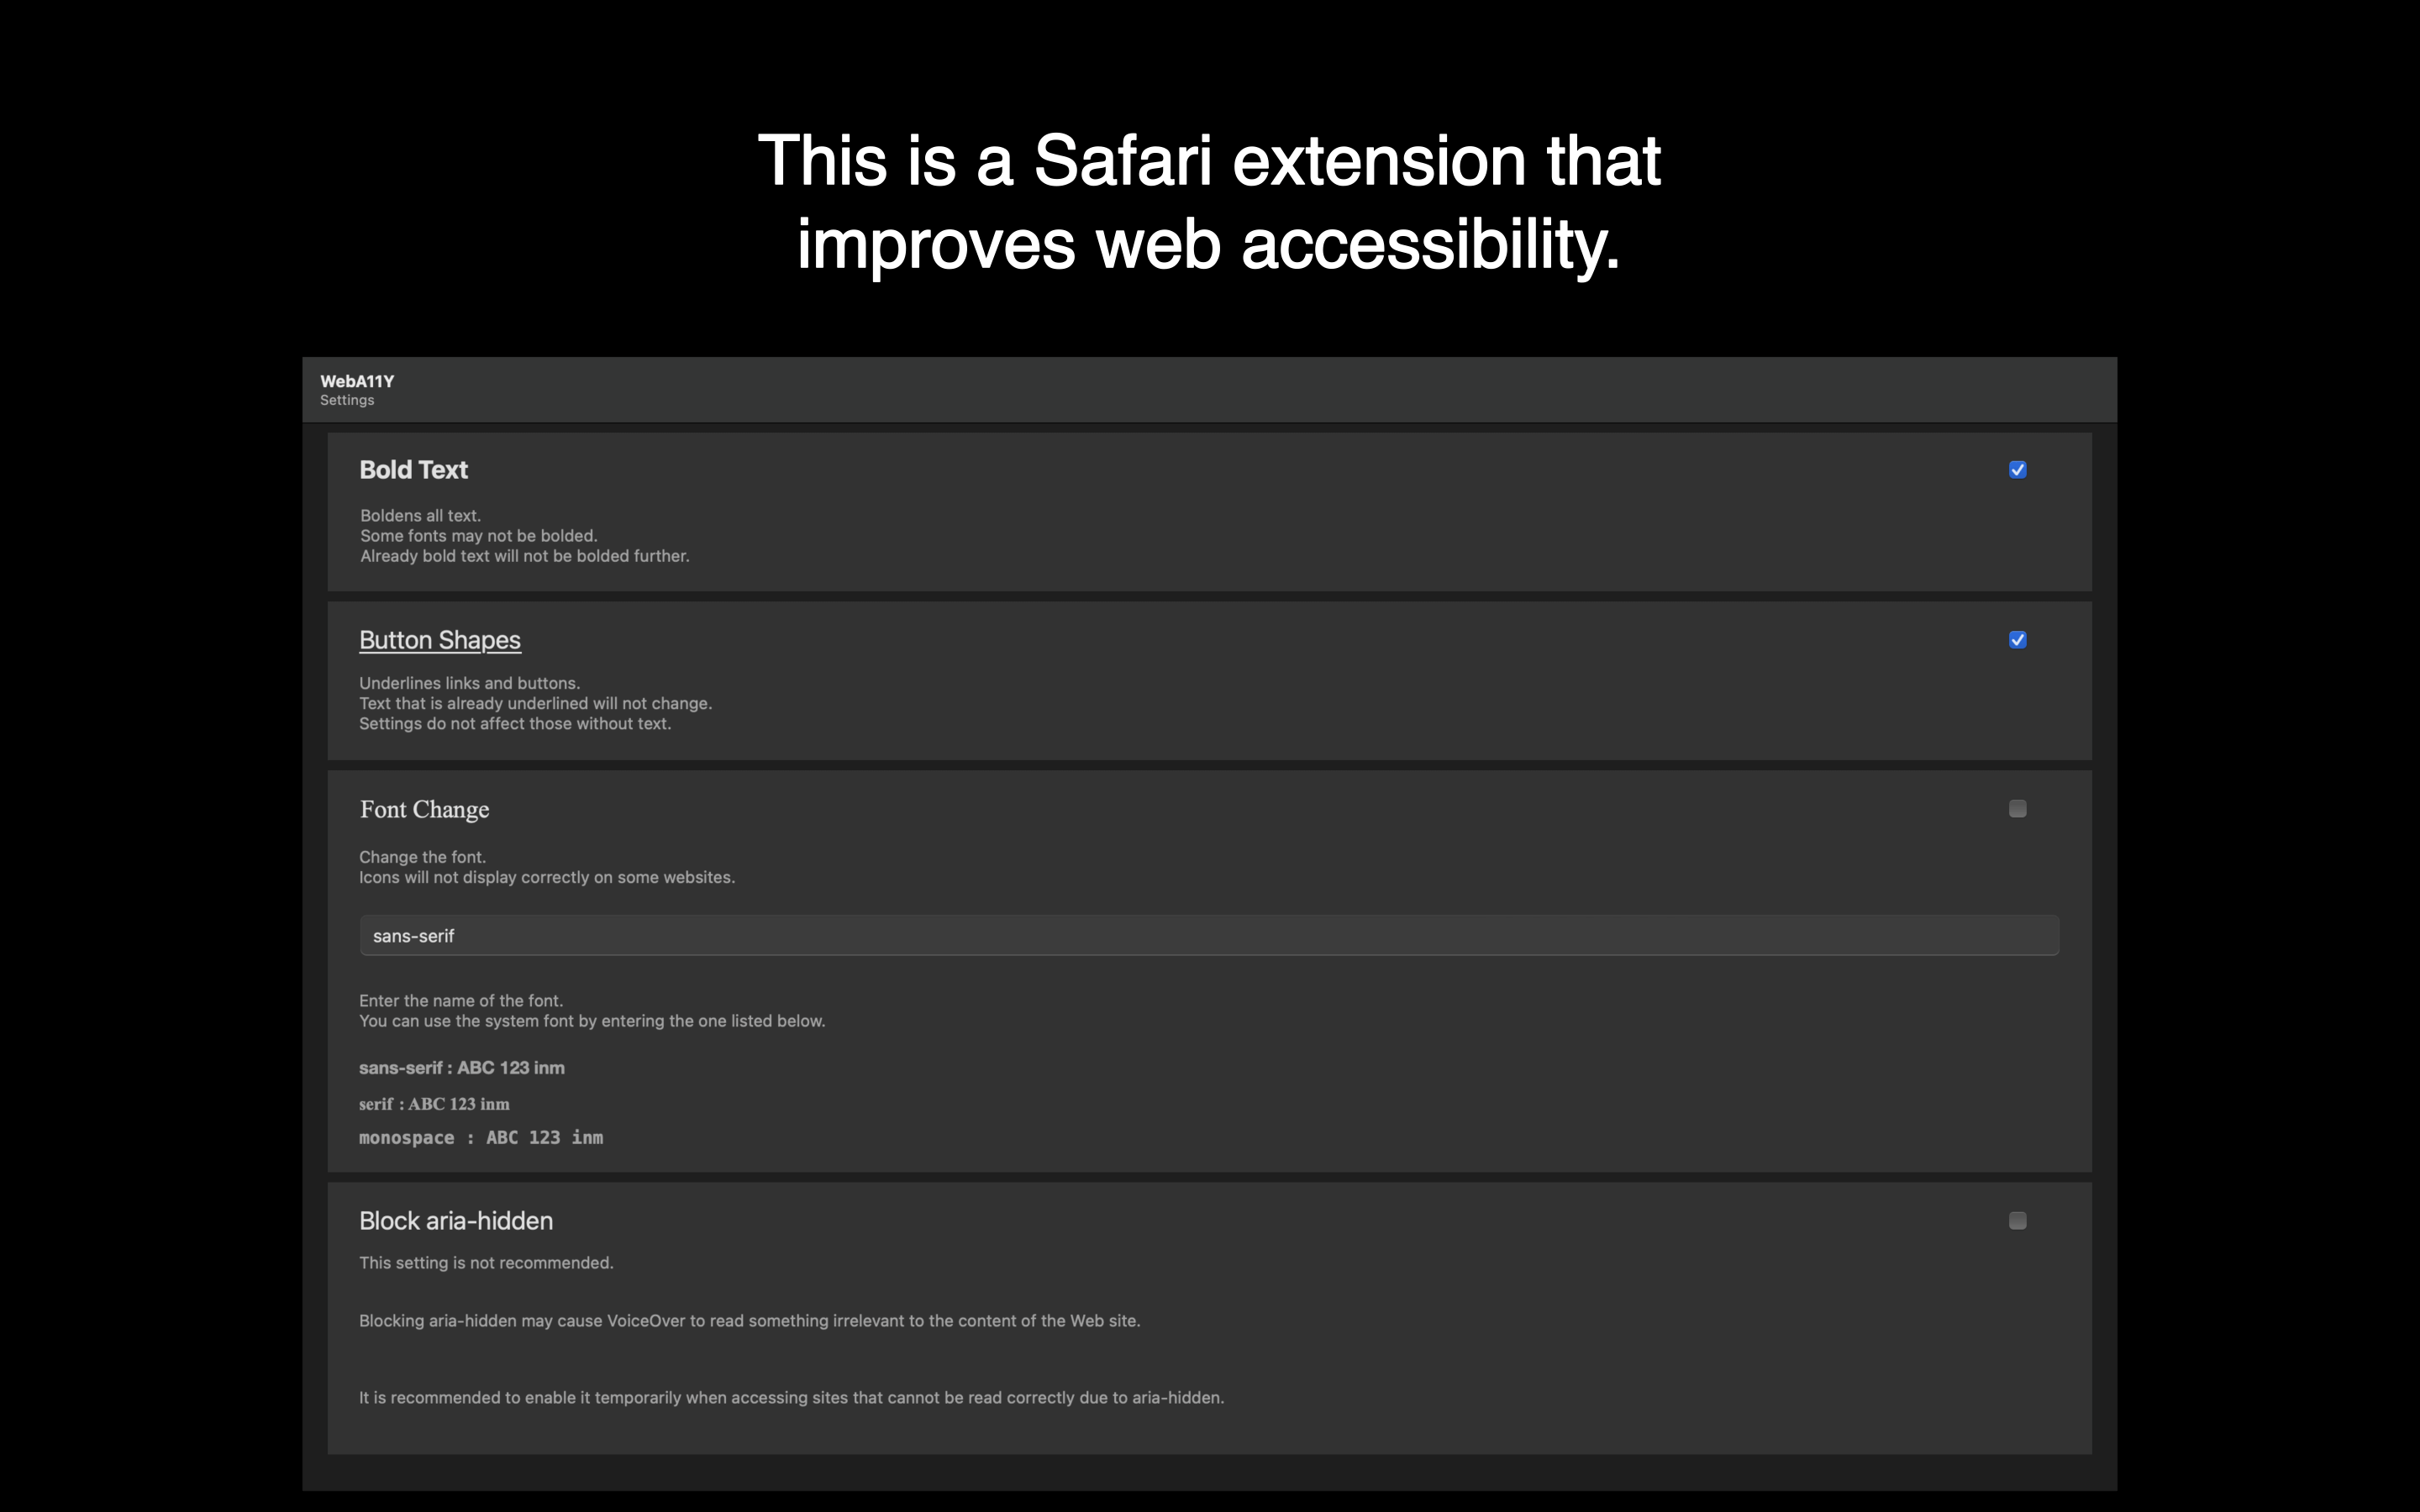 This is a Safari extension that
improves web accessibility.
WebA11Y
Settings
Bold Text
Boldens all text.
Some fonts may not be bolded.
Already bold text will not be bolded further.
Button Shapes
Underlines links and buttons.
Text that is already underlined will not change.
Settings do not affect those without text.
Font Change
Change the font.
Icons will not display correctly on some websites.
sans-serif
Enter the name of the font.
You can use the system font by entering the one listed below.
sans-serif : ABC 123 inm
serif : ABC 123 inm
monospace : ABC 123 inm
Block aria-hidden
This setting is not recommended.
Blocking aria-hidden may cause VoiceOver to read something irrelevant to the content of the Web site.
It is recommended to enable it temporarily when accessing sites that cannot be read correctly due to aria-hidden.